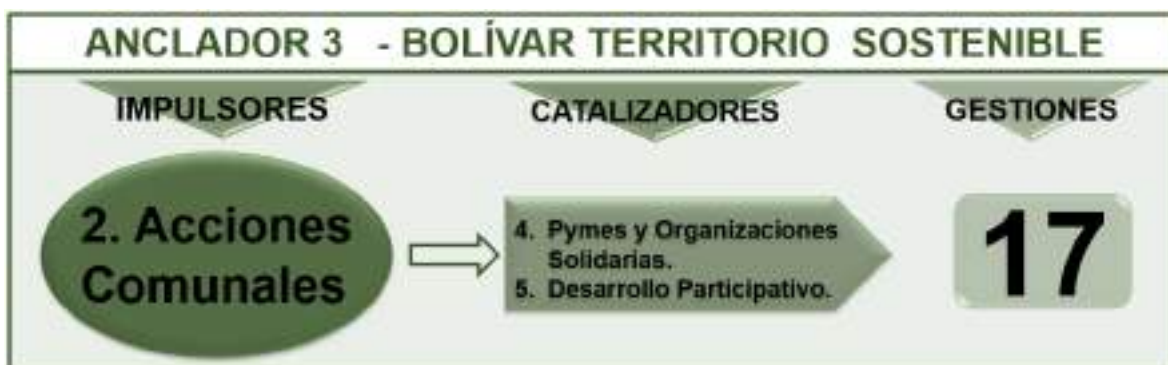 ANCLADOR 3 - BOLÍVAR TERRITORIO SOSTENIBLE
IMPULSORES
CATALIZADORES
GESTIONES
2. Acciones
Comunales
4. Pymes y Organizaciones
Solidarias.
5. Desarrollo Participativo.
17